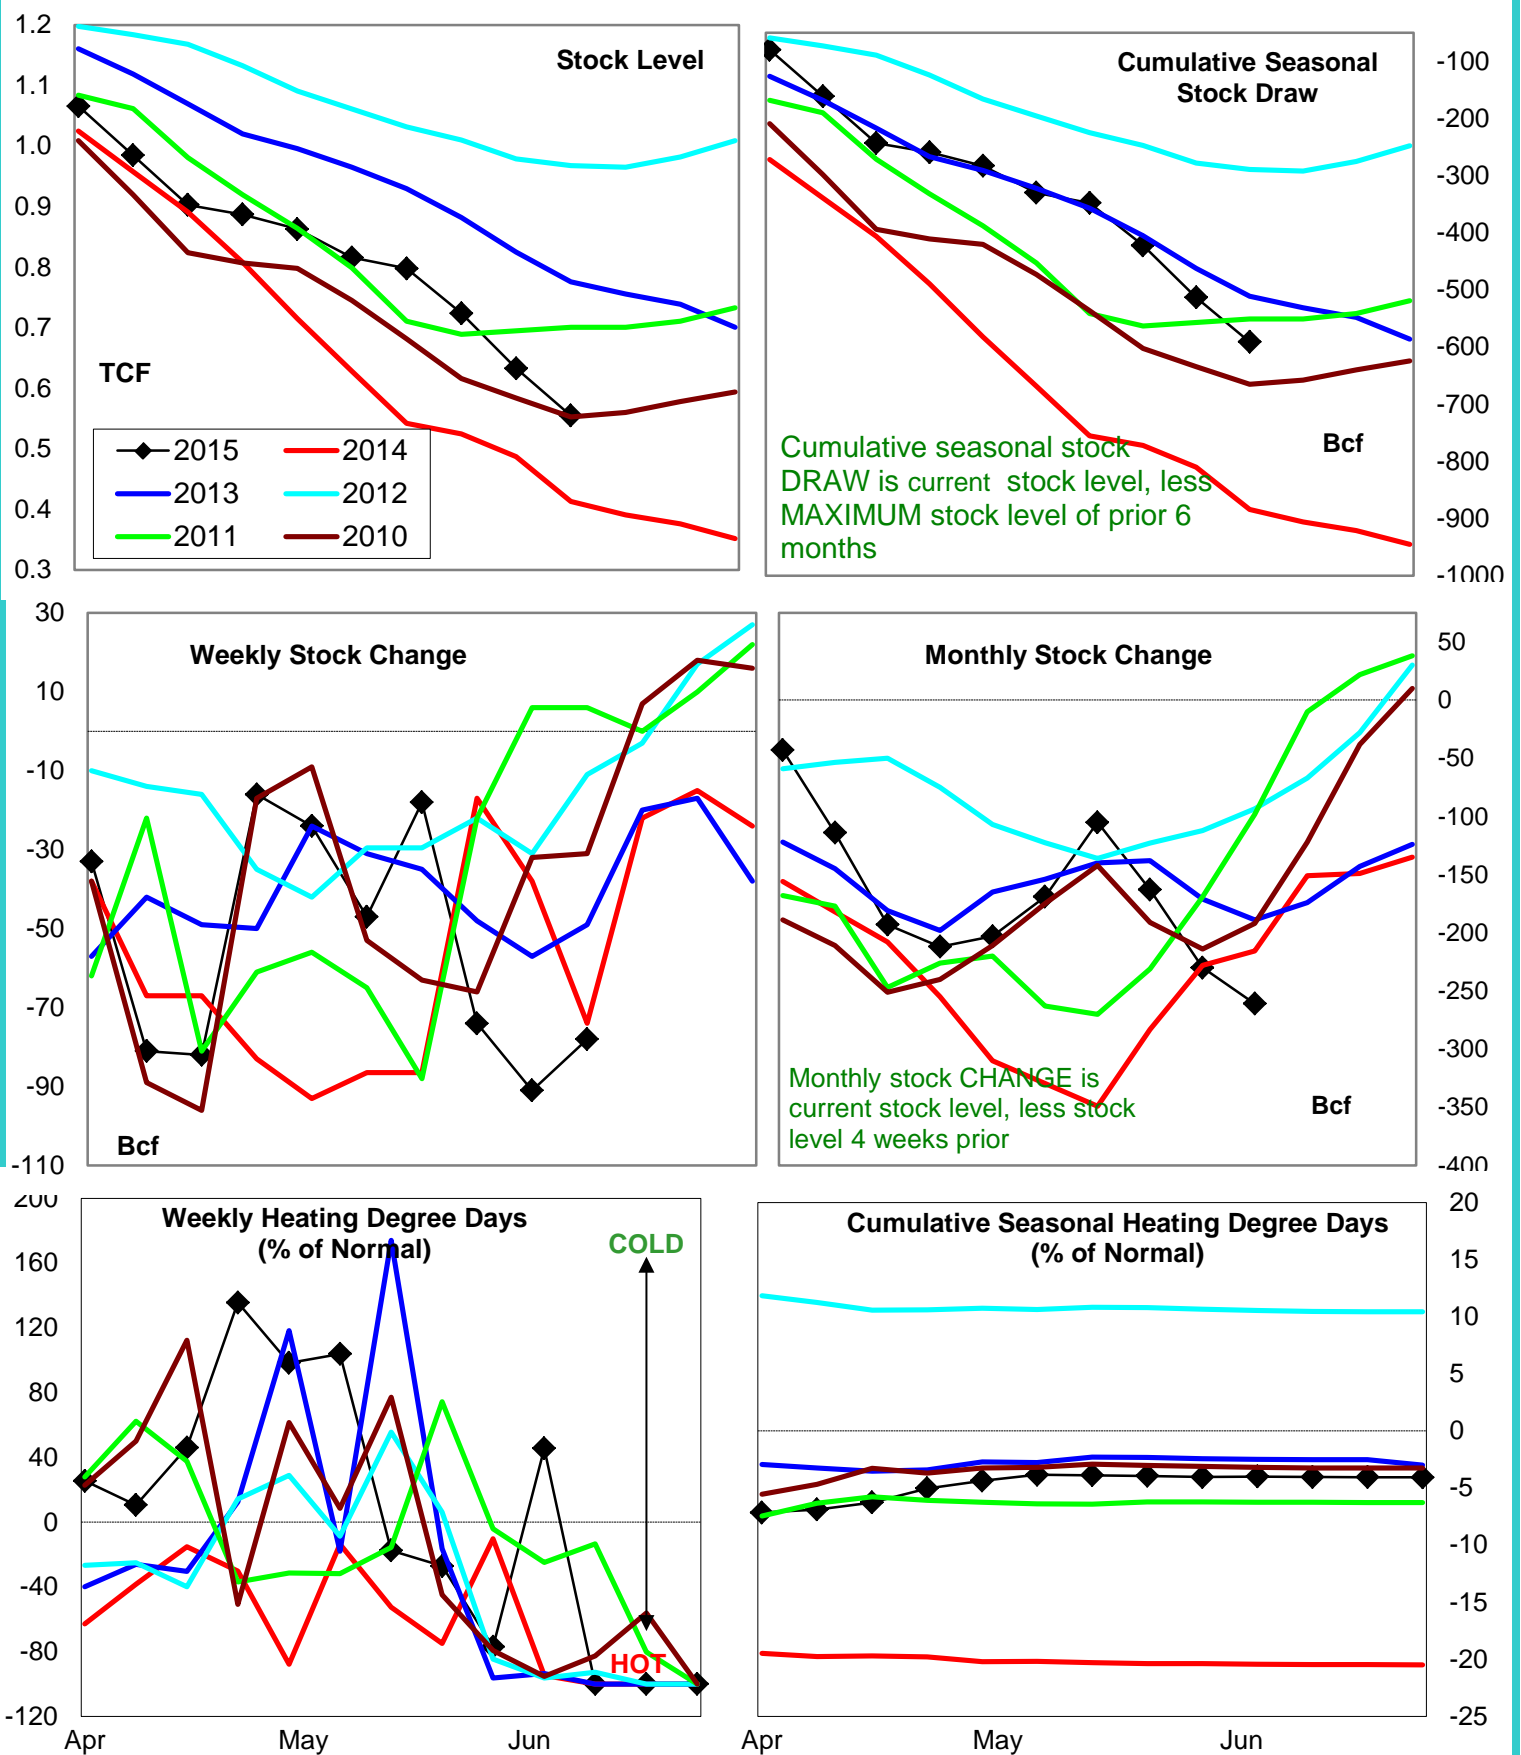 1.2
1.1
1.0
0.9
0.8
0.7
0.6
0.5
0.4
0.3
Stock Level
TCF
2015
2014
2013
2012
2011
2010
Cumulative Seasonal
Stock Draw
Bcf
Cumulative seasonal stock
DRAW is current stock level, less
MAXIMUM stock level of prior 6
months
-100
-200
-300
-400
-500
-600
-700
-800
-900
-1000
30
10
-10
-30
-50
-70
-90
-110
Weekly Stock Change
Bcf
Monthly Stock Change
Monthly stock CHANGE is
current stock level, less stock
level 4 weeks prior
Bcf
50
0
-50
-100
-150
-200
-250
-300
-350
-400
200
160
120
80
40
0
-40
-80
-120
Weekly Heating Degree Days
(% of Normal)
COLD
HOT
Apr
May
Jun
Cumulative Seasonal Heating Degree Days
(% of Normal)
20
15
10
5
0
-5
-10
-15
-20
-25
Apr
May
Jun